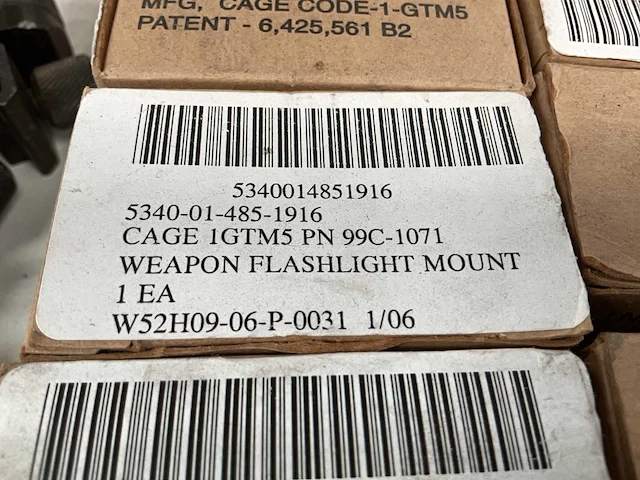 MFG, CAGE CODE-1-GTM5
PATENT - 6,425,561 B2
5340014851916
5340-01-485-1916
CAGE 1GTM5 PN 99C-1071
WEAPON FLASHLIGHT MOUNT
1 EA
W52H09-06-P-0031 1/06